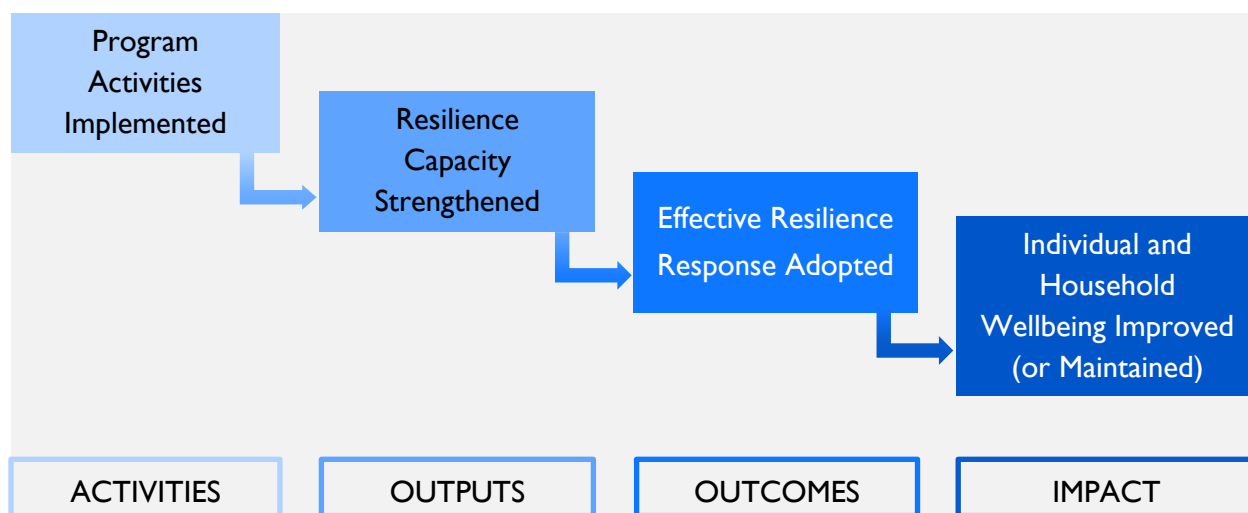 Program
Activities
Implemented
Resilience
Capacity
Strengthened
Effective Resilience
Response Adopted
Individual and
Household
Wellbeing Improved
(or Maintained)
ACTIVITIES
OUTPUTS
OUTCOMES
IMPACT